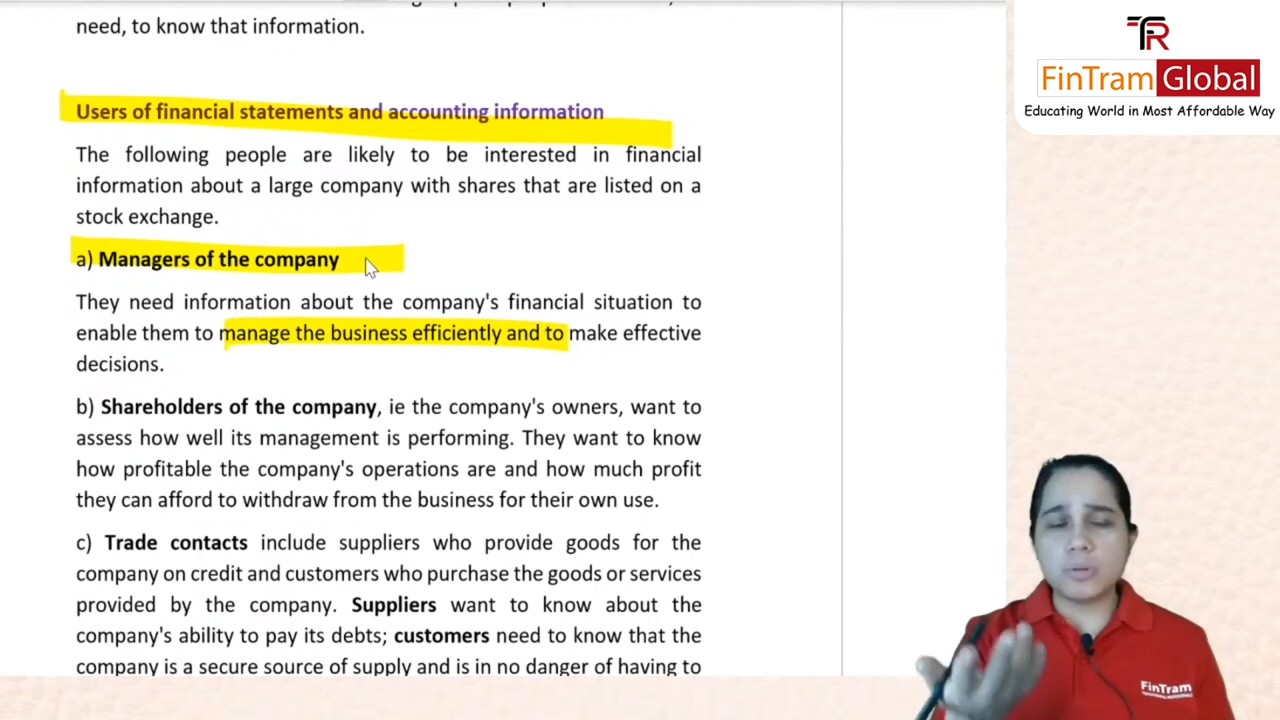 need, to know that information.
Users of financial statements and accounting information
The following people are likely to be interested in financial
information about a large company with shares that are listed on a
stock exchange.
a) Managers of the company
They need information about the company's financial situation to
enable them to manage the business efficiently and to make effective
decisions.
b) Shareholders of the company, ie the company's owners, want to
assess how well its management is performing. They want to know
how profitable the company's operations are and how much profit
they can afford to withdraw from the business for their own use.
c) Trade contacts include suppliers who provide goods for the
company on credit and customers who purchase the goods or services
provided by the company. Suppliers want to know about the
company's ability to pay its debts; customers need to know that the
company is a secure source of supply and is in no danger of having to
TR
FinTram Global
Educating World in Most Affordable Way
FinTram